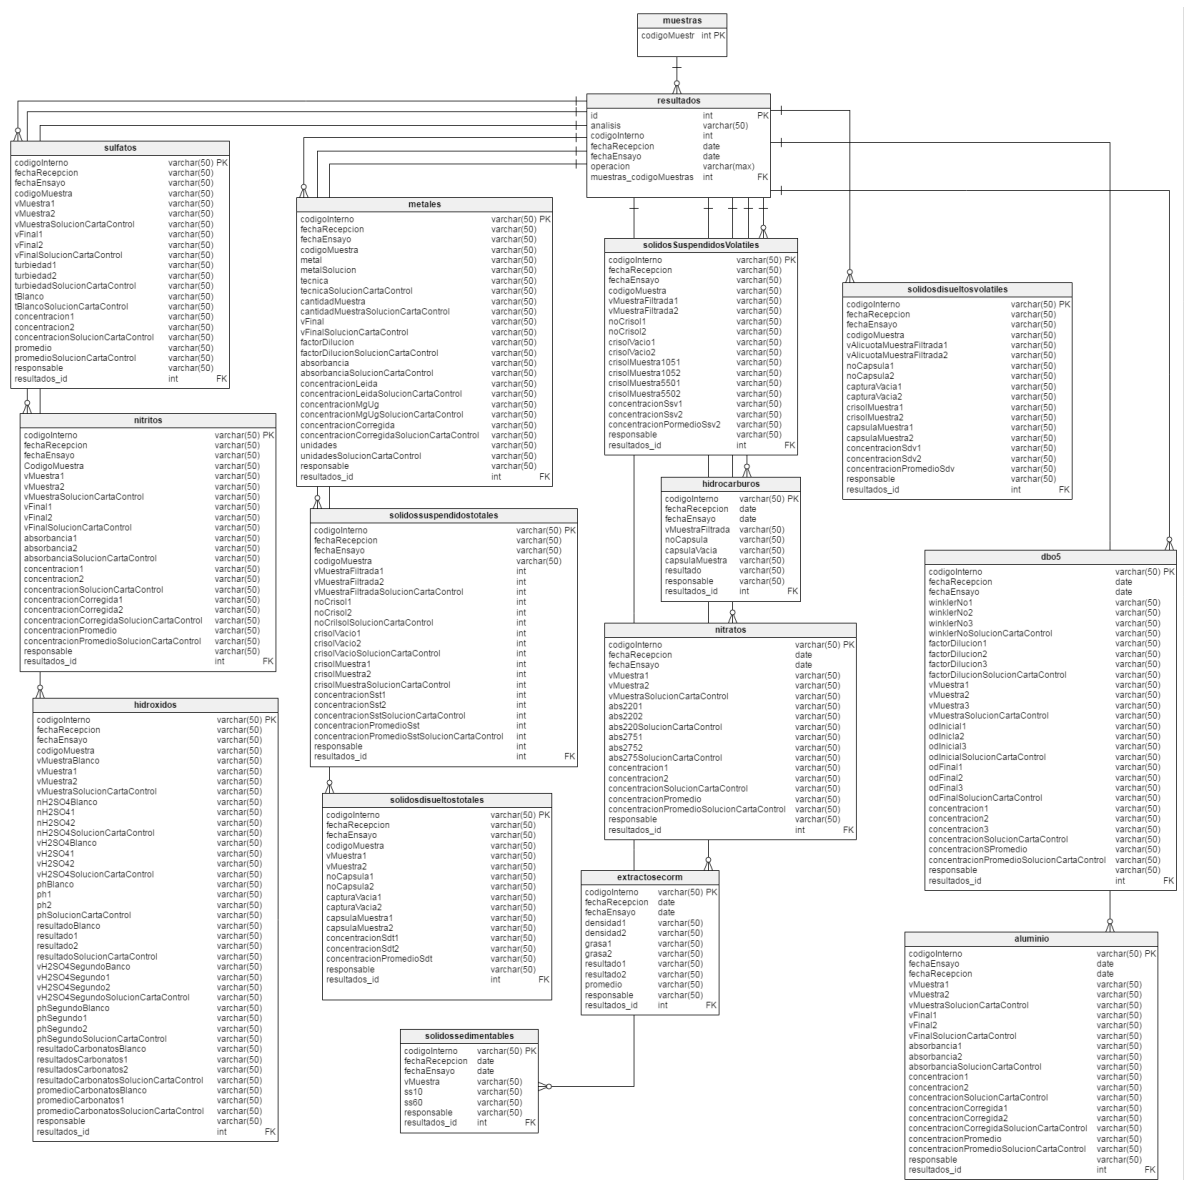 muestras
codigoMuestr int PK
resultados
id int PK
analisis varchar(50)
codigoInterno int
fechaRecepcion date
fechaEnsayo date
operacion varchar(max)
muestras_codigoMuestras int FK
sulfatos
codigoInterno varchar(50) PK
fechaRecepcion varchar(50)
fechaEnsayo varchar(50)
codigoMuestra varchar(50)
vMuestra1 varchar(50)
vMuestra2 varchar(50)
vMuestraSolucionCartaControl varchar(50)
vFinal1 varchar(50)
vFinal2 varchar(50)
vFinalSolucionCartaControl varchar(50)
turbiedad1 varchar(50)
turbiedad2 varchar(50)
turbiedadSolucionCartaControl varchar(50)
tBlanco varchar(50)
tBlancoSolucionCartaControl varchar(50)
concentracion1 varchar(50)
concentracion2 varchar(50)
concentracionSolucionCartaControl varchar(50)
promedio varchar(50)
promedioSolucionCartaControl varchar(50)
responsable varchar(50)
resultados_id int FK
nitritos
codigoInterno varchar(50) PK
fechaRecepcion varchar(50)
fechaEnsayo varchar(50)
CodigoMuestra varchar(50)
vMuestra1 varchar(50)
vMuestra2 varchar(50)
vMuestraSolucionCartaControl varchar(50)
vFinal1 varchar(50)
vFinal2 varchar(50)
vFinalSolucionCartaControl varchar(50)
absorbancia1 varchar(50)
absorbancia2 varchar(50)
absorbanciaSolucionCartaControl varchar(50)
concentracion1 varchar(50)
concentracion2 varchar(50)
concentracionSolucionCartaControl varchar(50)
concentracionCorregida1 varchar(50)
concentracionCorregida2 varchar(50)
concentracionCorregidaSolucionCartaControl varchar(50)
concentracionPromedio varchar(50)
concentracionPromedioSolucionCartaControl varchar(50)
responsable varchar(50)
resultados_id int FK
hidroxidos
codigoInterno varchar(50) PK
fechaRecepcion varchar(50)
fechaEnsayo varchar(50)
codigoMuestra varchar(50)
vMuestraBlanco varchar(50)
vMuestra1 varchar(50)
vMuestra2 varchar(50)
vMuestraSolucionCartaControl varchar(50)
nH2SO4Blanco varchar(50)
nH2SO41 varchar(50)
nH2SO42 varchar(50)
nH2SO4SolucionCartaControl varchar(50)
vH2SO4Blanco varchar(50)
vH2SO41 varchar(50)
vH2SO42 varchar(50)
vH2SO4SolucionCartaControl varchar(50)
phBlanco varchar(50)
ph1 varchar(50)
ph2 varchar(50)
phSolucionCartaControl varchar(50)
resultadoBlanco varchar(50)
resultado1 varchar(50)
resultado2 varchar(50)
resultadoSolucionControl varchar(50)
vH2SO4SegundoBanco varchar(50)
vH2SO4Segundo1 varchar(50)
vH2SO4Segundo2 varchar(50)
vH2SO4SegundoSolucionCartaControl varchar(50)
phSegundoBlanco varchar(50)
phSegundo1 varchar(50)
phSegundo2 varchar(50)
phSegundoSolucionCartaControl varchar(50)
resultadoCarbonatosBlanco varchar(50)
resultadosCarbonatos1 varchar(50)
resultadosCarbonatos2 varchar(50)
resultadoCarbonatosSolucionCartaControl varchar(50)
promedioCarbonatosBlanco varchar(50)
promedioCarbonatos1 varchar(50)
promedioCarbonatosSolucionCartaControl varchar(50)
responsable varchar(50)
resultados_id int FK
metales
codigoInterno varchar(50) PK
fechaRecepcion varchar(50)
fechaEnsayo varchar(50)
codigoMuestra varchar(50)
metal varchar(50)
metalSolucion varchar(50)
tecnica varchar(50)
tecnicaSolucionCartaControl varchar(50)
cantidadMuestra varchar(50)
cantidadMuestraSolucionCartaControl varchar(50)
vFinal varchar(50)
vFinalSolucionCartaControl varchar(50)
factorDilucion varchar(50)
factorDilucionSolucionCartaControl varchar(50)
absorbancia varchar(50)
absorbanciaSolucionCartaControl varchar(50)
concentracionLeida varchar(50)
concentracionLeidaSolucionCartaControl varchar(50)
concentracionMgUg varchar(50)
concentracionMgUgSolucionCartaControl varchar(50)
concentracionCorregida varchar(50)
concentracionCorregidaSolucionCartaControl varchar(50)
unidades varchar(50)
unidadesSolucionCartaControl varchar(50)
responsable varchar(50)
resultados_id int FK
solidossuspendidostotales
codigoInterno varchar(50) PK
fechaRecepcion varchar(50)
fechaEnsayo varchar(50)
codigoMuestra varchar(50)
vMuestraFiltrada1 int
vMuestraFiltrada2 int
vMuestraFiltradaSolucionCartaControl int
noCrisol1 int
noCrisol2 int
noCrilsolSolucionCartaControl int
crisolVacio1 int
crisolVacio2 int
crisolVacioSolucionCartaControl int
crisolMuestra1 int
crisolMuestra2 int
crisolMuestraSolucionCartaControl int
concentracionSst1 int
concentracionSst2 int
concentracionSstSolucionCartaControl int
concentracionPromedioSst int
concentracionPromedioSstSolucionCartaControl int
responsable int
resultados_id int FK
solidosdisueltostotales
codigoInterno varchar(50) PK
fechaRecepcion varchar(50)
fechaEnsayo varchar(50)
codigoMuestra varchar(50)
vMuestra1 varchar(50)
vMuestra2 varchar(50)
noCapsula1 varchar(50)
noCapsula2 varchar(50)
capturaVacia1 varchar(50)
capturaVacia2 varchar(50)
capsulaMuestra1 varchar(50)
capsulaMuestra2 varchar(50)
concentracionSdt1 varchar(50)
concentracionSdt2 varchar(50)
concentracionPromedioSdt varchar(50)
responsable varchar(50)
resultados_id int FK
solidossedimentables
codigoInterno varchar(50) PK
fechaRecepcion date
fechaEnsayo date
vMuestra varchar(50)
ss10 varchar(50)
ss60 varchar(50)
responsable varchar(50)
resultados_id int FK
solidosSuspendidosVolatiles
codigoInterno varchar(50) PK
fechaRecepcion varchar(50)
fechaEnsayo varchar(50)
codigoMuestra varchar(50)
vMuestraFiltrada1 varchar(50)
vMuestraFiltrada2 varchar(50)
noCrisol1 varchar(50)
noCrisol2 varchar(50)
crisolVacio1 varchar(50)
crisolVacio2 varchar(50)
crisolMuestra1051 varchar(50)
crisolMuestra1052 varchar(50)
crisolMuestra5501 varchar(50)
crisolMuestra5502 varchar(50)
concentracionSsv1 varchar(50)
concentracionSsv2 varchar(50)
concentracionPormedioSsv2 varchar(50)
responsable varchar(50)
resultados_id int FK
hidrocarburos
codigoInterno varchar(50) PK
fechaRecepcion date
fechaEnsayo date
vMuestraFiltrada varchar(50)
noCapsula varchar(50)
capsulaVacia varchar(50)
capsulaMuestra varchar(50)
resultado varchar(50)
responsable varchar(50)
resultados_id int FK
nitratos
codigoInterno varchar(50) PK
fechaRecepcion date
fechaEnsayo date
vMuestra1 varchar(50)
vMuestra2 varchar(50)
vMuestraSolucionCartaControl varchar(50)
abs2201 varchar(50)
abs2202 varchar(50)
abs220SolucionCartaControl varchar(50)
abs2751 varchar(50)
abs2752 varchar(50)
abs275SolucionCartaControl varchar(50)
concentracion1 varchar(50)
concentracion2 varchar(50)
concentracionSolucionCartaControl varchar(50)
concentracionPromedio varchar(50)
concentracionPromedioSolucionCartaControl varchar(50)
responsable varchar(50)
resultados_id int FK
extractosecorm
codigoInterno varchar(50) PK
fechaRecepcion date
fechaEnsayo date
densidad1 varchar(50)
densidad2 varchar(50)
grasa1 varchar(50)
grasa2 varchar(50)
resultado1 varchar(50)
resultado2 varchar(50)
promedio varchar(50)
responsable varchar(50)
resultados_id int FK
solidosdisueltosvolatiles
codigoInterno varchar(50) PK
fechaRecepcion varchar(50)
fechaEnsayo varchar(50)
codigoMuestra varchar(50)
vAlicuotaMuestraFiltrada1 varchar(50)
vAlicuotaMuestraFiltrada2 varchar(50)
noCapsula1 varchar(50)
noCapsula2 varchar(50)
capturaVacia1 varchar(50)
capturaVacia2 varchar(50)
crisolMuestra1 varchar(50)
crisolMuestra2 varchar(50)
capsulaMuestra1 varchar(50)
capsulaMuestra2 varchar(50)
concentracionSdv1 varchar(50)
concentracionSdv2 varchar(50)
concentracionPromedioSdv varchar(50)
responsable varchar(50)
resultados_id int FK
dbo5
codigoInterno varchar(50) PK
fechaRecepcion date
fechaEnsayo date
winklerNo1 varchar(50)
winklerNo2 varchar(50)
winklerNo3 varchar(50)
winklerNoSolucionCartaControl varchar(50)
factorDilucion1 varchar(50)
factorDilucion2 varchar(50)
factorDilucion3 varchar(50)
factorDilucionSolucionCartaControl varchar(50)
vMuestra1 varchar(50)
vMuestra2 varchar(50)
vMuestra3 varchar(50)
vMuestraSolucionCartaControl varchar(50)
odInicial1 varchar(50)
odInicia2 varchar(50)
odInicial3 varchar(50)
odInicialSolucionCartaControl varchar(50)
odFinal1 varchar(50)
odFinal2 varchar(50)
odFinal3 varchar(50)
odFinalSolucionCartaControl varchar(50)
concentracion1 varchar(50)
concentracion2 varchar(50)
concentracion3 varchar(50)
concentracionSolucionCartaControl varchar(50)
concentracionSPromedio varchar(50)
concentracionPromedioSolucionCartaControl varchar(50)
responsable varchar(50)
resultados_id int FK
aluminio
codigoInterno varchar(50) PK
fechaEnsayo date
fechaRecepcion date
vMuestra1 varchar(50)
vMuestra2 varchar(50)
vMuestraSolucionCartaControl varchar(50)
vFinal1 varchar(50)
vFinal2 varchar(50)
vFinalSolucionCartaControl varchar(50)
absorbancia1 varchar(50)
absorbancia2 varchar(50)
absorbanciaSolucionCartaControl varchar(50)
concentracion1 varchar(50)
concentracion2 varchar(50)
concentracionSolucionCartaControl varchar(50)
concentracionCorregida1 varchar(50)
concentracionCorregida2 varchar(50)
concentracionCorregidaSolucionCartaControl varchar(50)
concentracionPromedio varchar(50)
concentracionPromedioSolucionCartaControl varchar(50)
responsable varchar(50)
resultados_id int FK